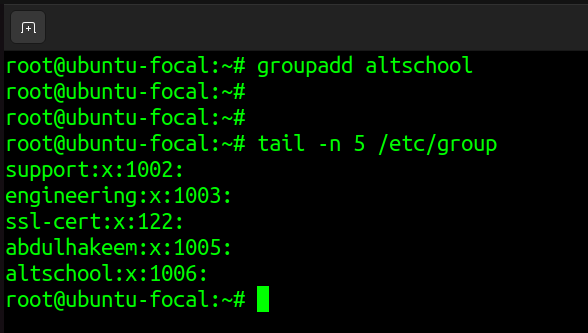 root@ubuntu-focal:~# groupadd altschool
root@ubuntu-focal:~#
root@ubuntu-focal:~#
root@ubuntu-focal:~# tail -n 5 /etc/group
support:x:1002:
engineering:x:1003:
ssl-cert:x:122:
abdulhakeem:x:1005:
altschool:x:1006:
root@ubuntu-focal:~#